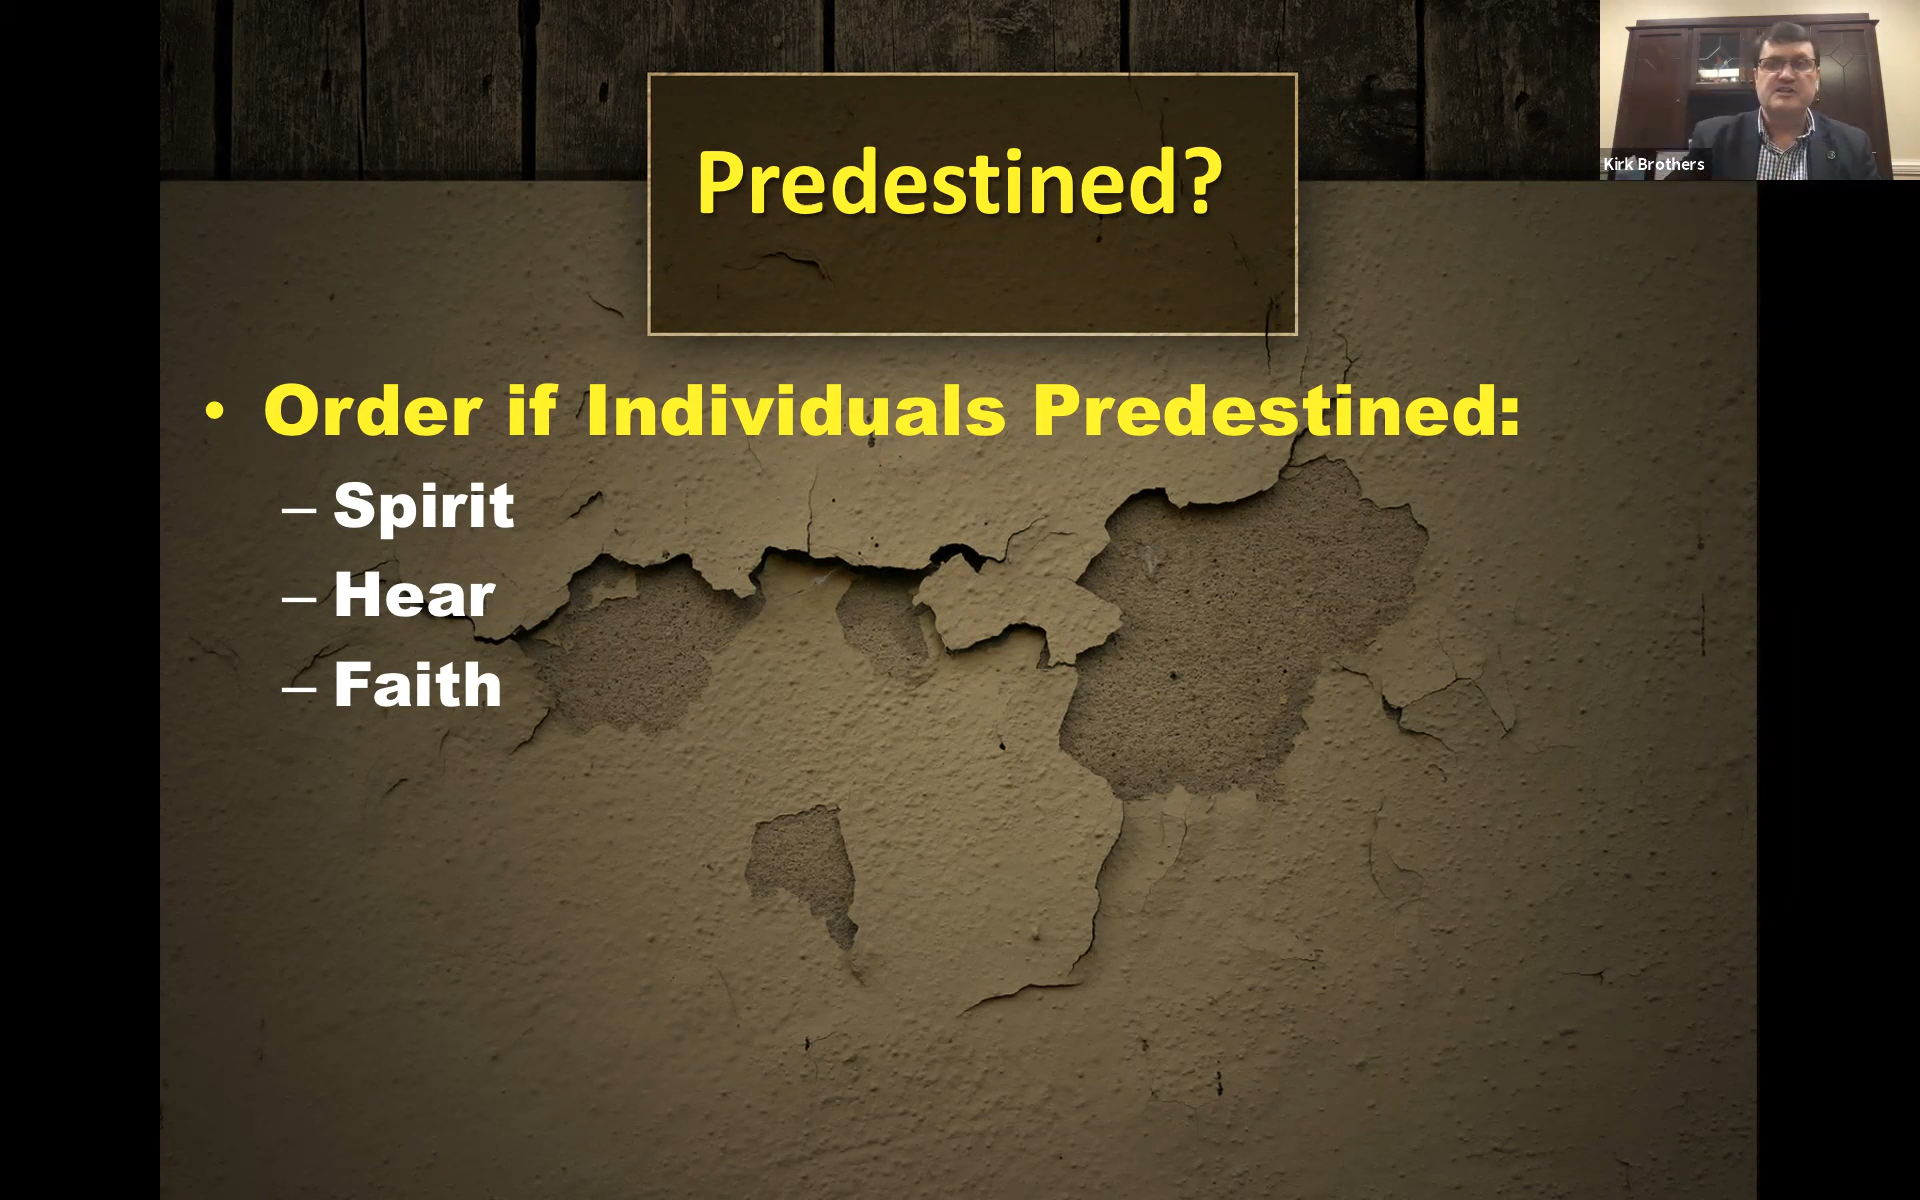 Predestined?
Kirk Brothers
• Order if Individuals Predestined:
– Spirit
– Hear
– Faith